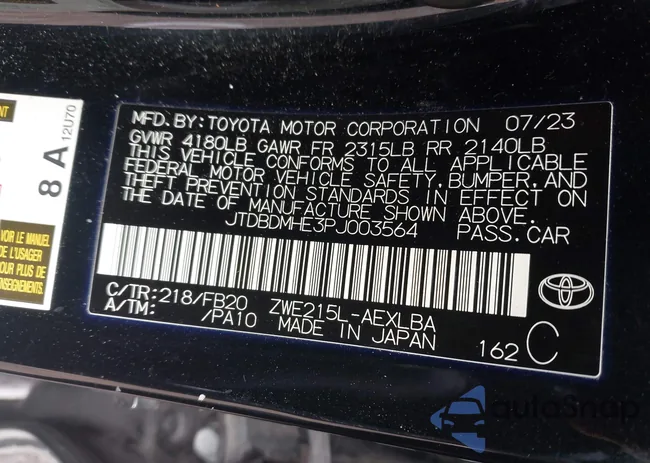 NT
8 A
12U70
VOIR LE MANUEL
POUR PLUS DE
MFD.BY:TOYOTA MOTOR CORPORATION 07/23
GVWR 4180LB GAWR FR 2315LB RR 2140LB
THIS VEHICLE CONFORMS TO ALL APPLICABLE
FEDERAL MOTOR VEHICLE SAFETY,BUMPER,AND
THEFT PREVENTION STANDARDS IN EFFECT ON
THE DATE OF MANUFACTURE SHOWN ABOVE.
JTDBDMHE3PJ003564 PASS.CAR
C/TR:218/FB20 ZWE215L-AEXLBA
A/TM: /PA10 MADE IN JAPAN
162 C
autoSnap